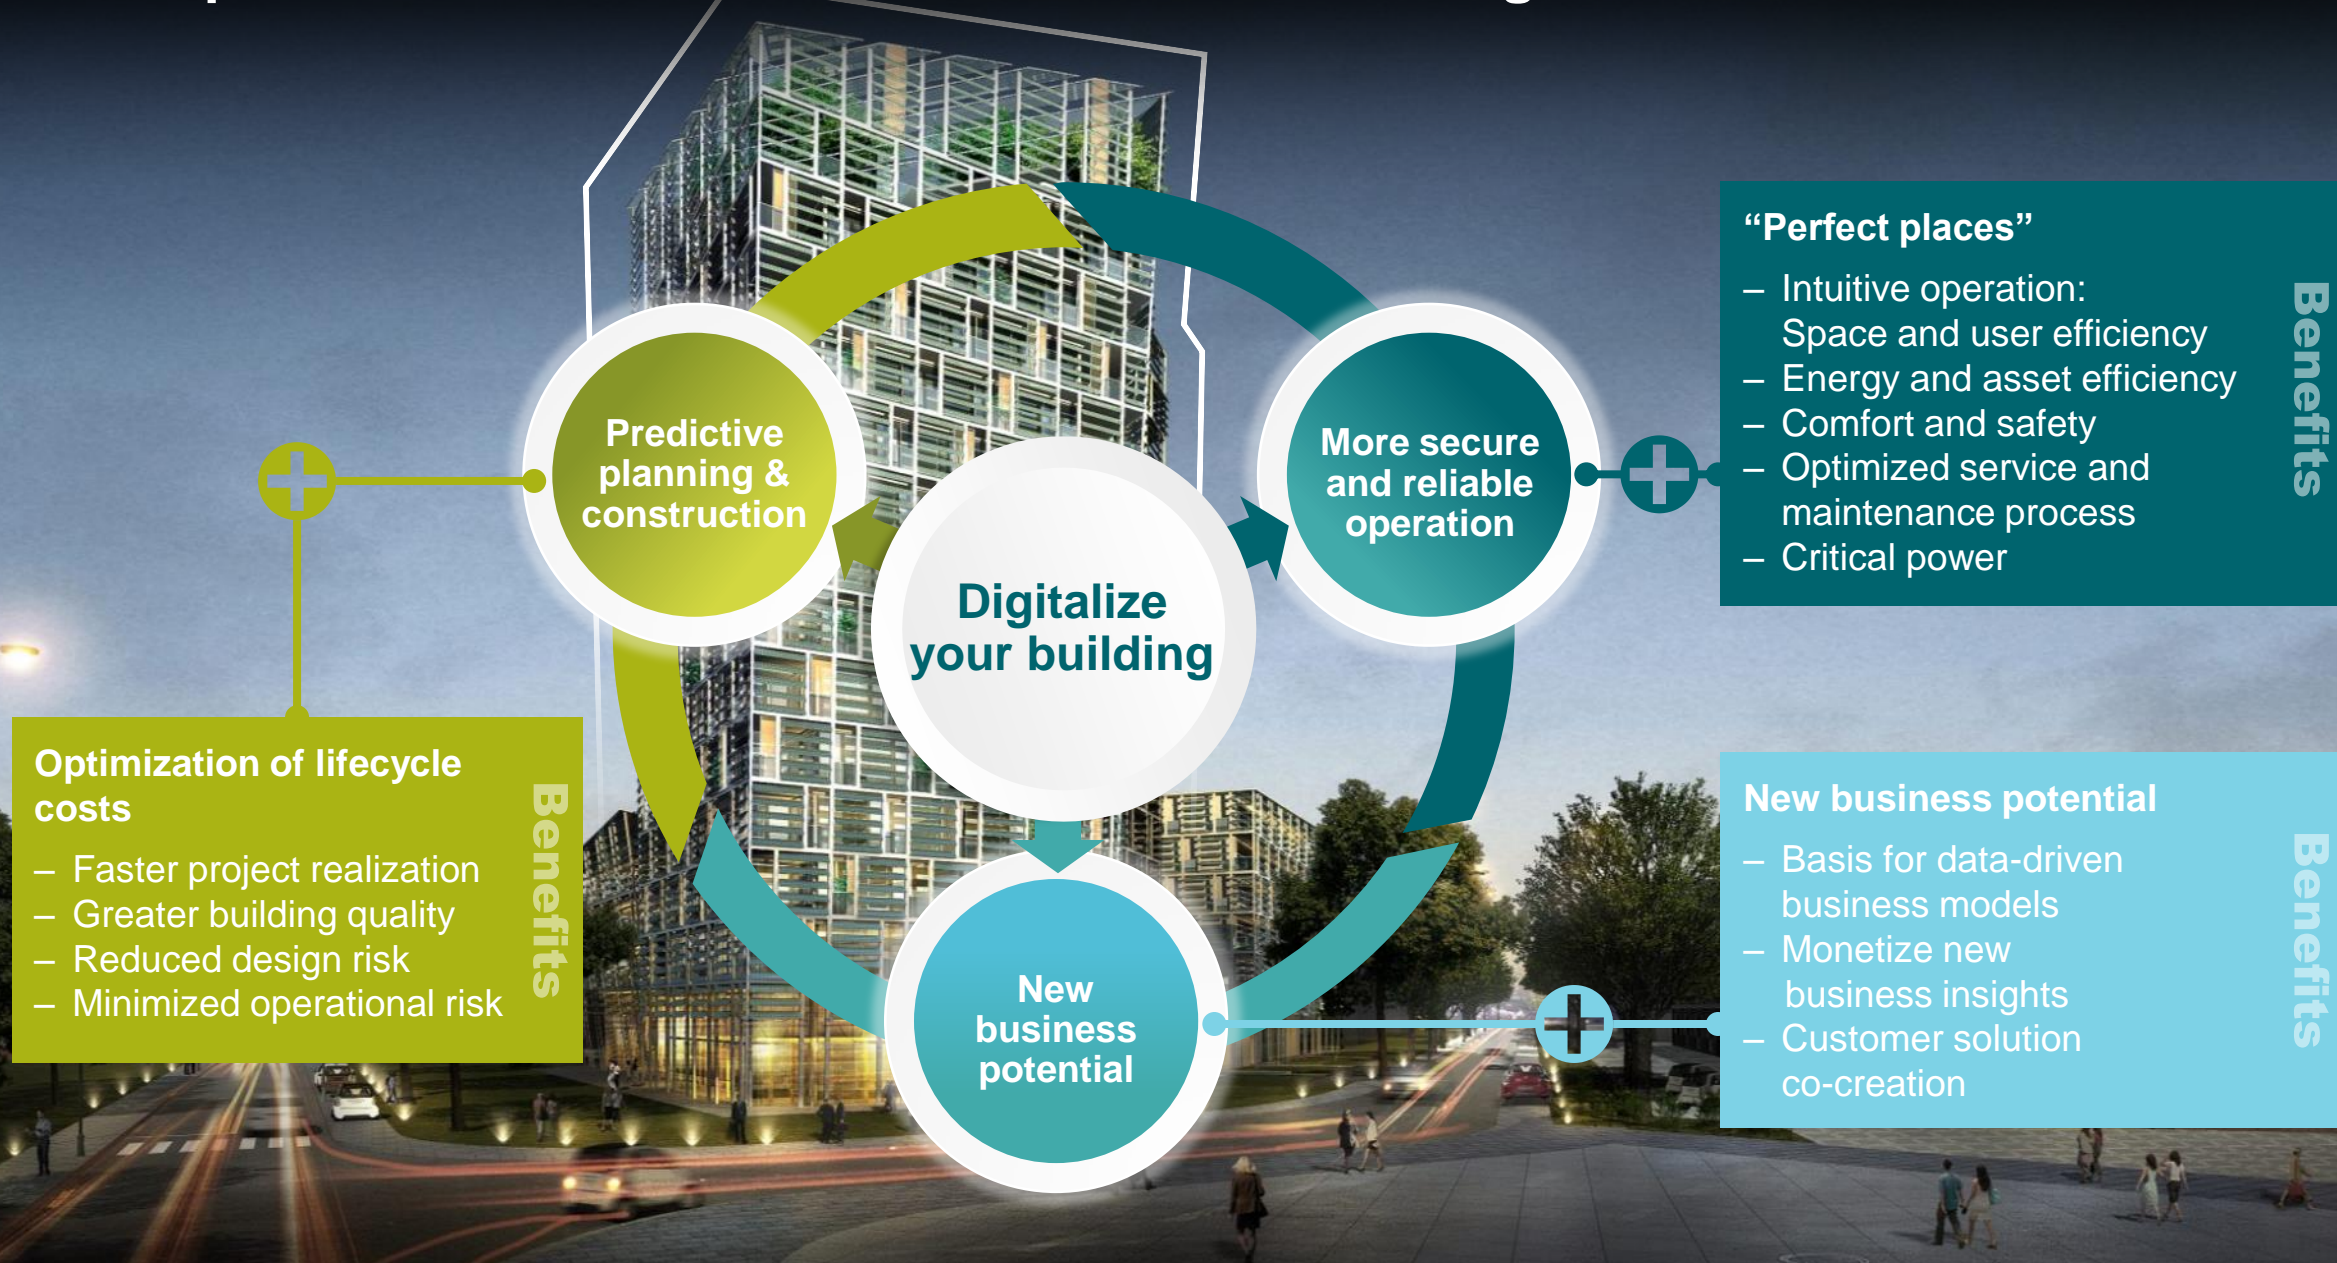 Predictive
planning &
construction
More secure
and reliable
operation
Digitalize
your building
New
business
potential
“Perfect places”
– Intuitive operation:
Space and user efficiency
– Energy and asset efficiency
– Comfort and safety
– Optimized service and
maintenance process
– Critical power
Benefits
Optimization of lifecycle
costs
– Faster project realization
– Greater building quality
– Reduced design risk
– Minimized operational risk
Benefits
New business potential
– Basis for data-driven
business models
– Monetize new
business insights
– Customer solution
co-creation
Benefits